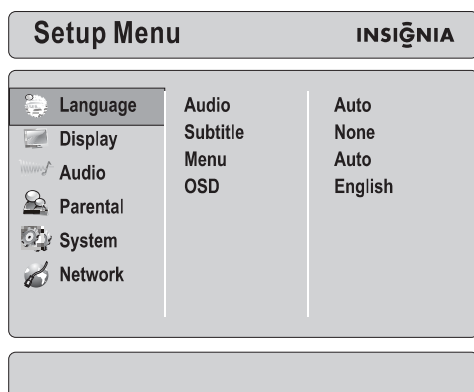 Setup Menu INSIGNIA
Language Audio Auto
Display Subtitle None
Audio Menu Auto
Parental OSD English
System
Network